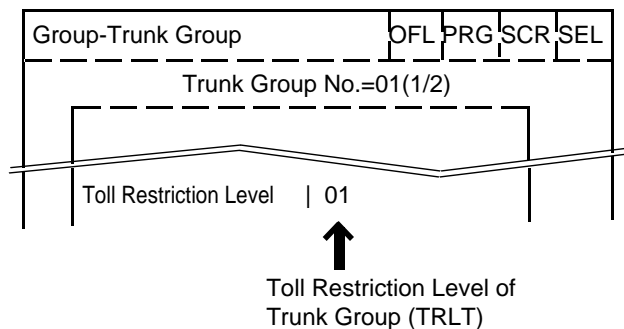 Group-Trunk Group OFL PRG SCR SEL
Trunk Group No.=01(1/2)
Toll Restriction Level | 01
Toll Restriction Level of
Trunk Group (TRLT)